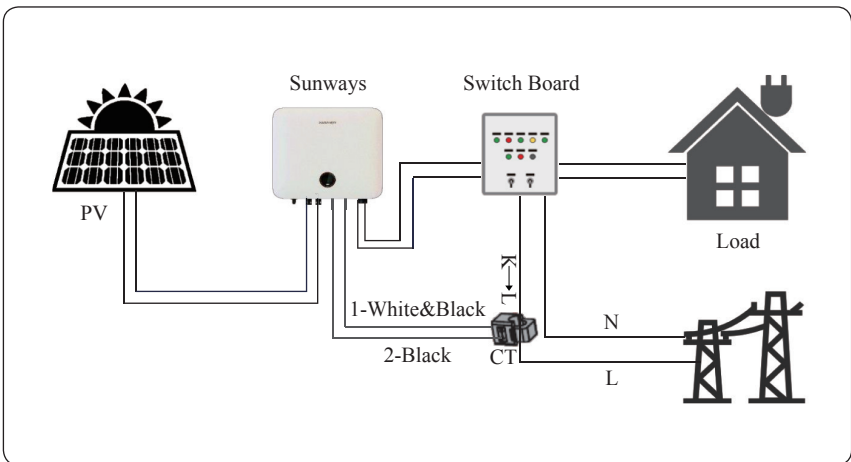 Sunways
Switch Board
PV
Load
K→L
1-White&Black
N
2-Black
CT
L